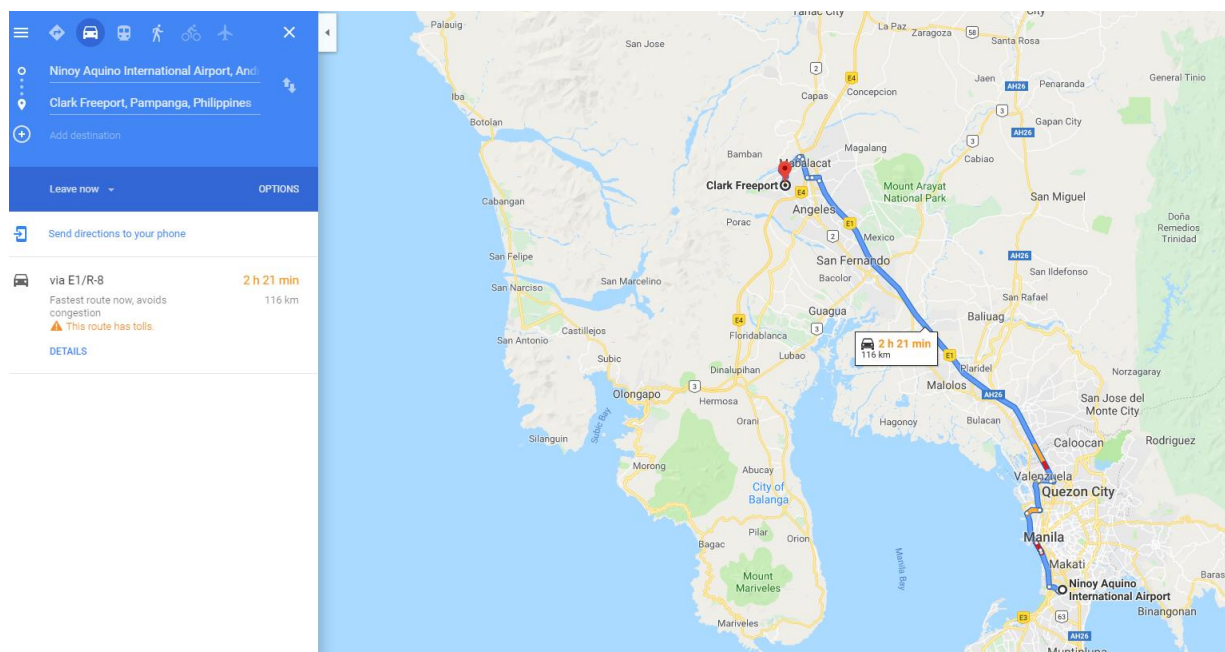 Ninoy Aquino International Airport, And
Clark Freeport, Pampanga, Philippines
Add destination
Leave now
OPTIONS
Send directions to your phone
via E1/R-8
2 h 21 min
Fastest route now, avoids
116 km
congestion
This route has tolls.
DETAILS
Palauig
San Jose
La Paz
Zaragoza
58
Santa Rosa
2
E4
Jaen
AH26
Penaranda
General Tinio
Iba
Capas
Concepcion
3
Gapan City
Botolan
AH26
3
Bamban
Magalang
Cabiao
Mabalacat
Clark Freeport
E4
Mount Arayat
National Park
San Miguel
Cabangan
Angeles
Porac
E1
Doña
Remedios
Trinidad
2
Mexico
San Felipe
San Fernando
AH26
San Ildefonso
San Narciso
San Marcelino
Bacolor
San Rafael
Guagua
E4
3
Baliuag
Castillejos
Floridablanca
San Antonio
2 h 21 min
116 km
Subic
Lubao
E1
Plaridel
Norzagaray
Dinalupihan
Malolos
3
Olongapo
Hermosa
AH26
San Jose del
Monte City
Subic Bay
Orani
Hagonoy
Bulacan
Silanguin
Caloocan
Rodriguez
Morong
Abucay
Valenzuela
City of
Balanga
Quezon City
Pilar
Orion
Manila
Bagac
Manila Bay
Makati
Mount
Mariveles
Ninoy Aquino
International Airport
Baras
Binangonan
Mariveles
E3
63
AH26
Muntinlupa